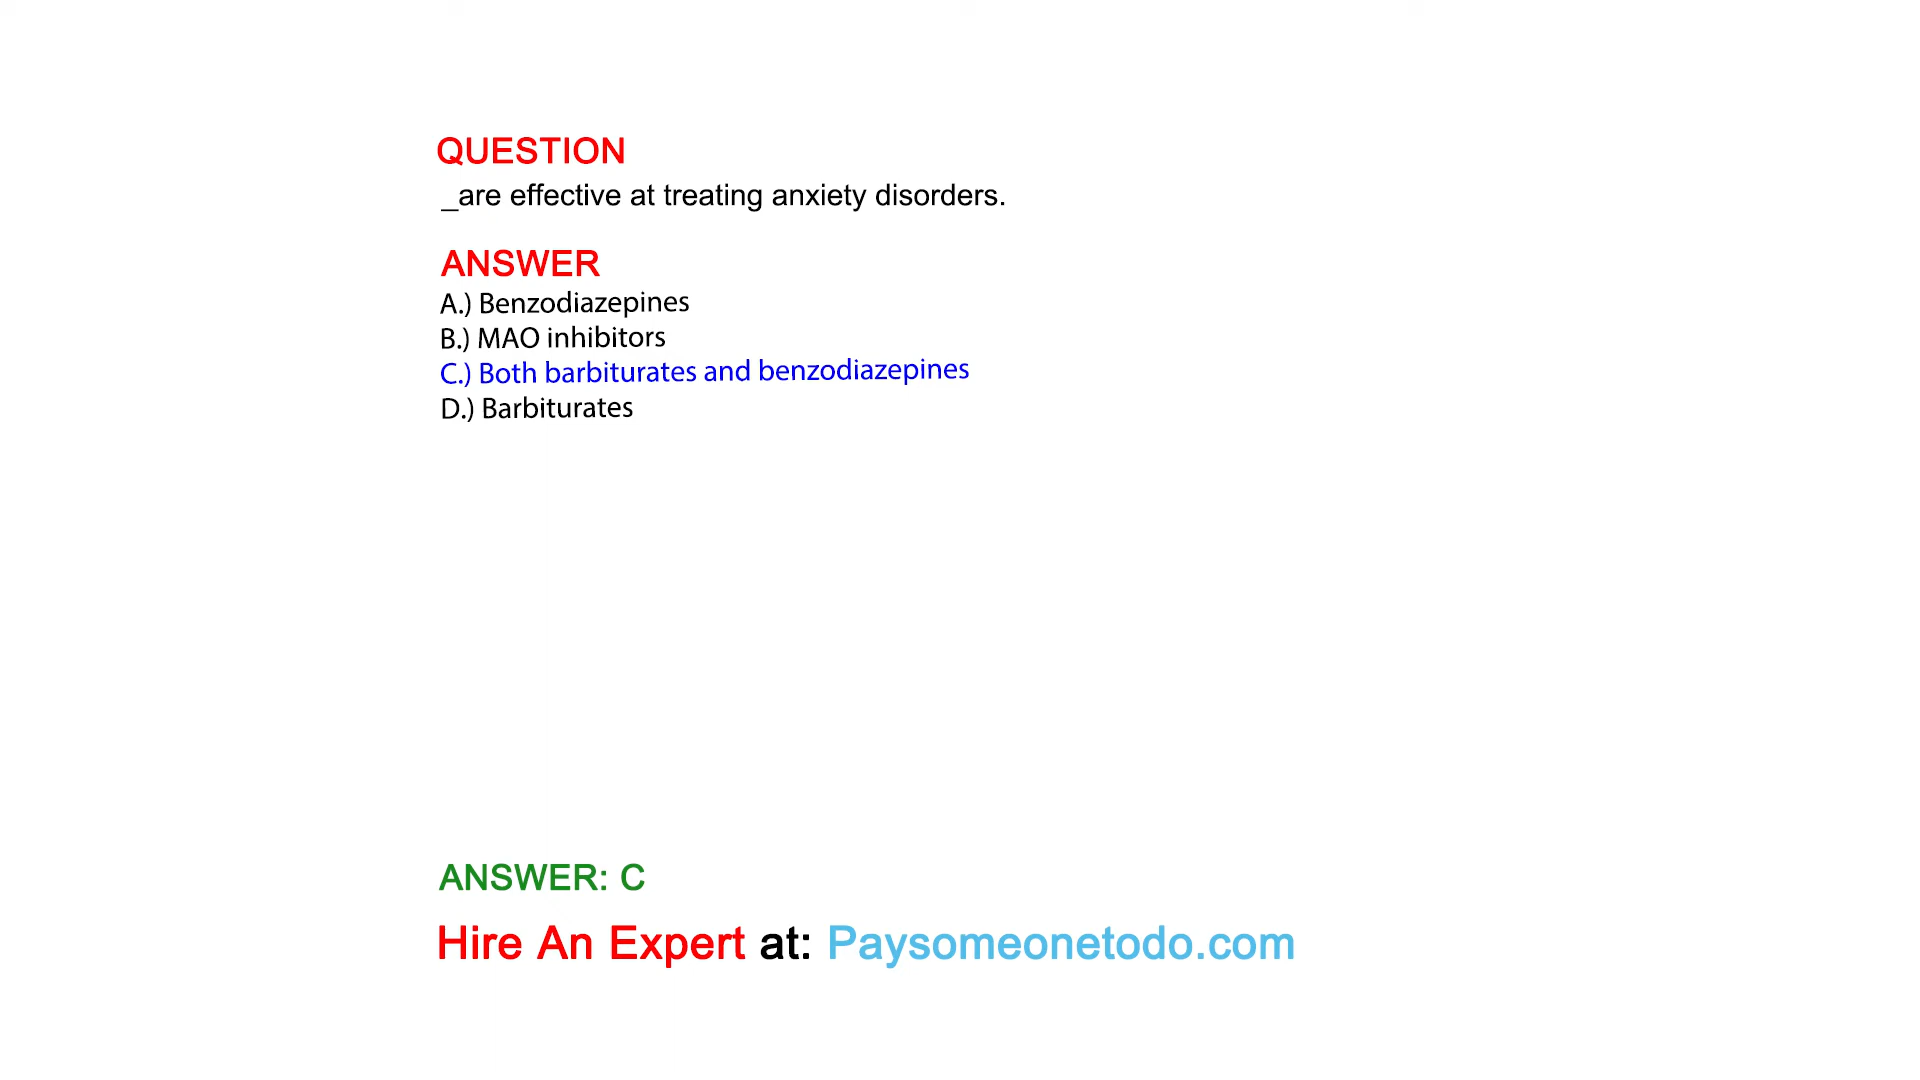 QUESTION
_are effective at treating anxiety disorders.
ANSWER
A.) Benzodiazepines
B.) MAO inhibitors
C.) Both barbiturates and benzodiazepines
D.) Barbiturates
ANSWER: C
Hire An Expert at: Paysomeonetodo.com